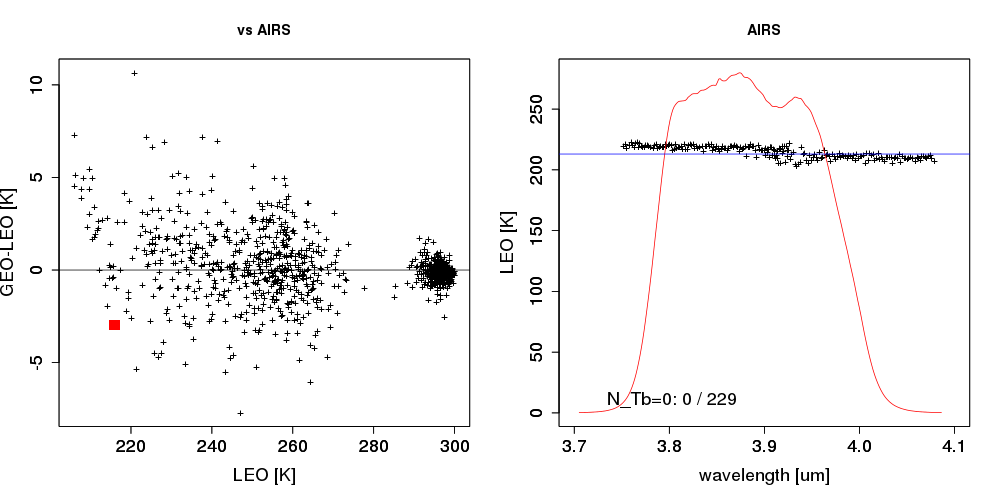 vs AIRS
GEO-LEO [K]
10
5
0
-5
220 240 260 280 300
LEO [K]
AIRS
LEO [K]
250
200
150
100
50
0
N_Tb=0: 0 / 229
3.7 3.8 3.9 4.0 4.1
wavelength [um]